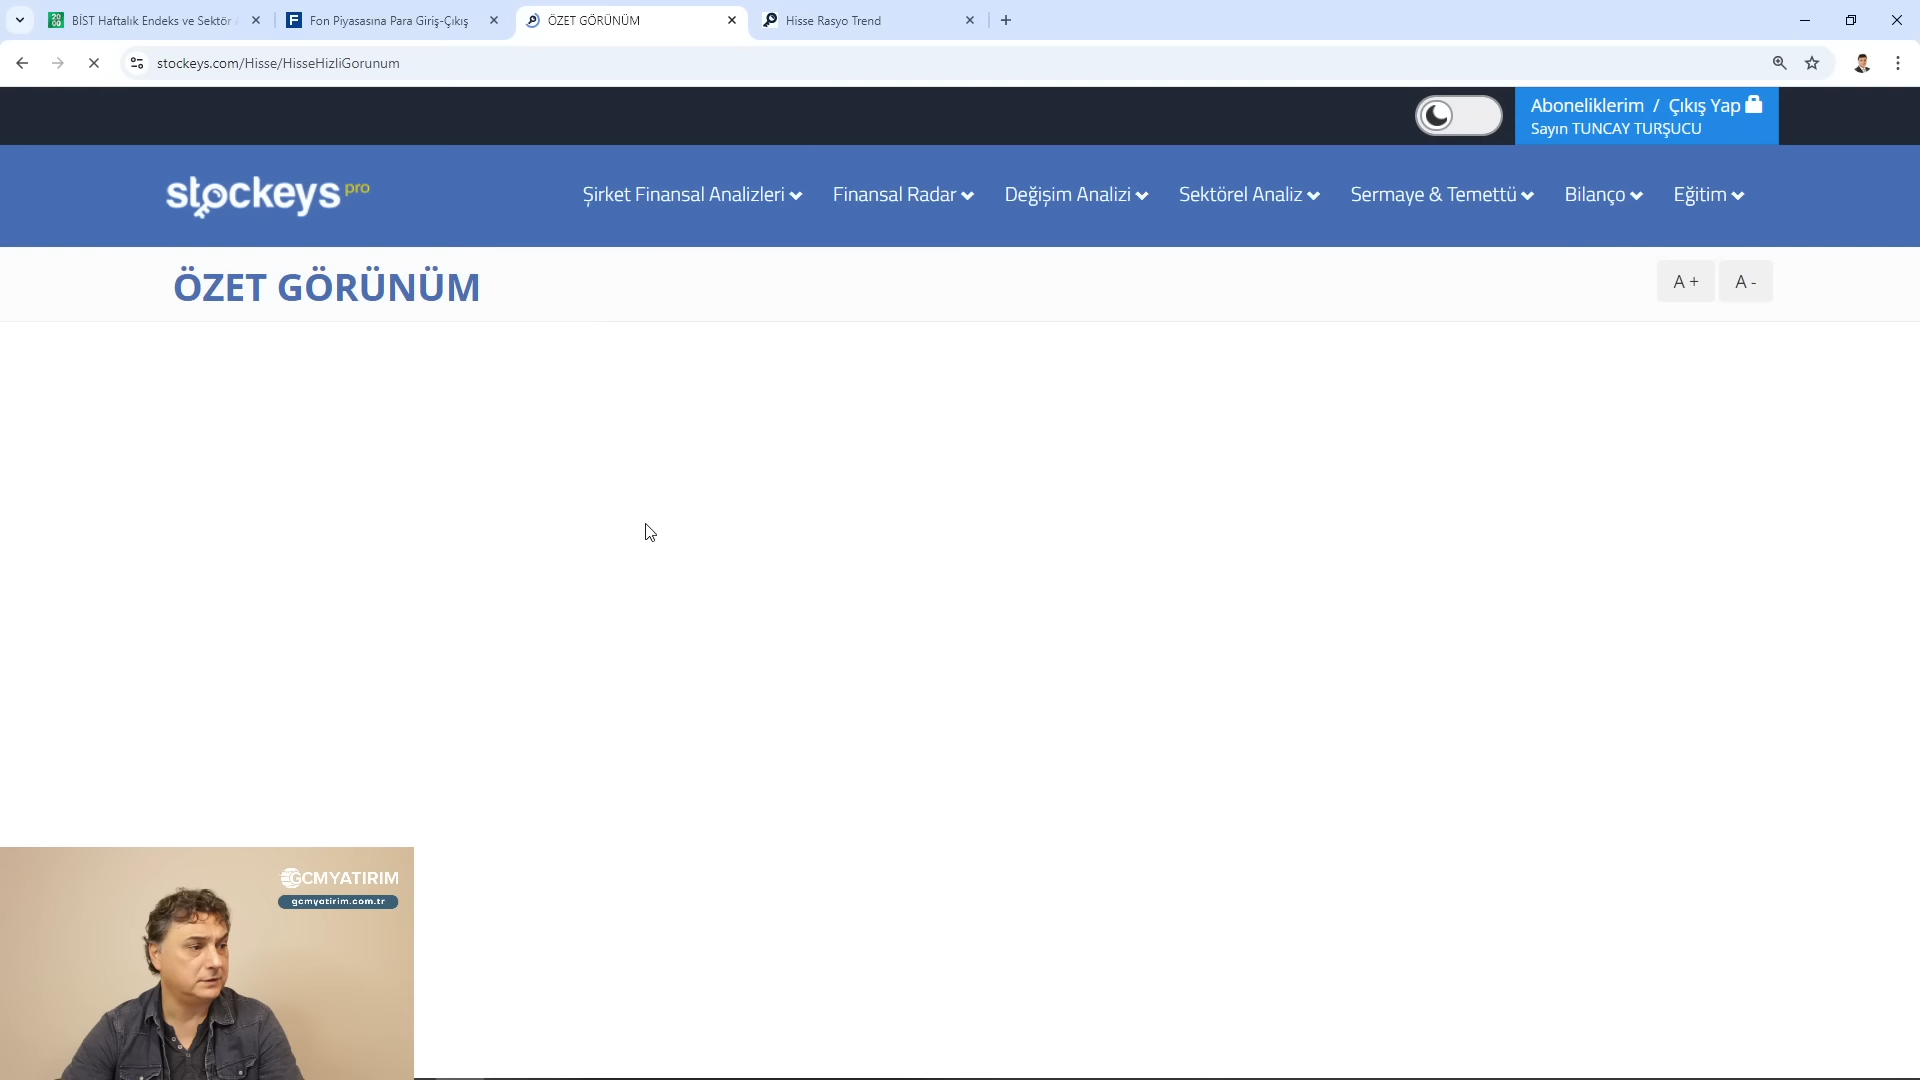 BİST Haftalık Endeks ve Sektör
Fon Piyasasına Para Giriş-Çıkış
ÖZET GÖRÜNÜM
Hisse Rasyo Trend
stockeys.com/Hisse/HisseHizliGorunum
Aboneliklerim / Çıkış Yap
Sayın TUNCAY TURŞUCU
stockeys pro
Şirket Finansal Analizleri
Finansal Radar
Değişim Analizi
Sektörel Analiz
Sermaye & Temettü
Bilanço
Eğitim
ÖZET GÖRÜNÜM
A +
A -
GCMYATIRIM
gcmyatirim.com.tr